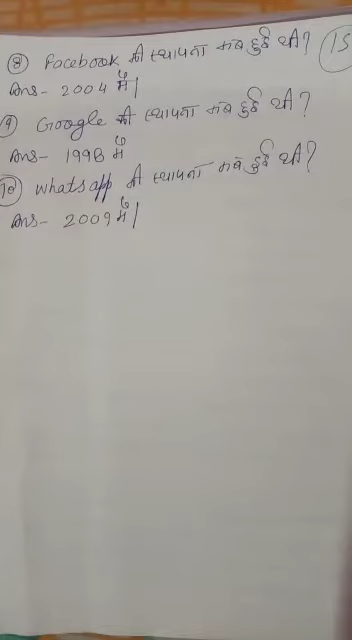 ⑧ Facebook की स्थापना कब हुई थी? ⑮
Ans- 2004 में|
⑨ Google की स्थापना कब हुई थी?
Ans- 1998 में
⑩ whatsapp की स्थापना कब हुई थी?
Ans- 2009 में|